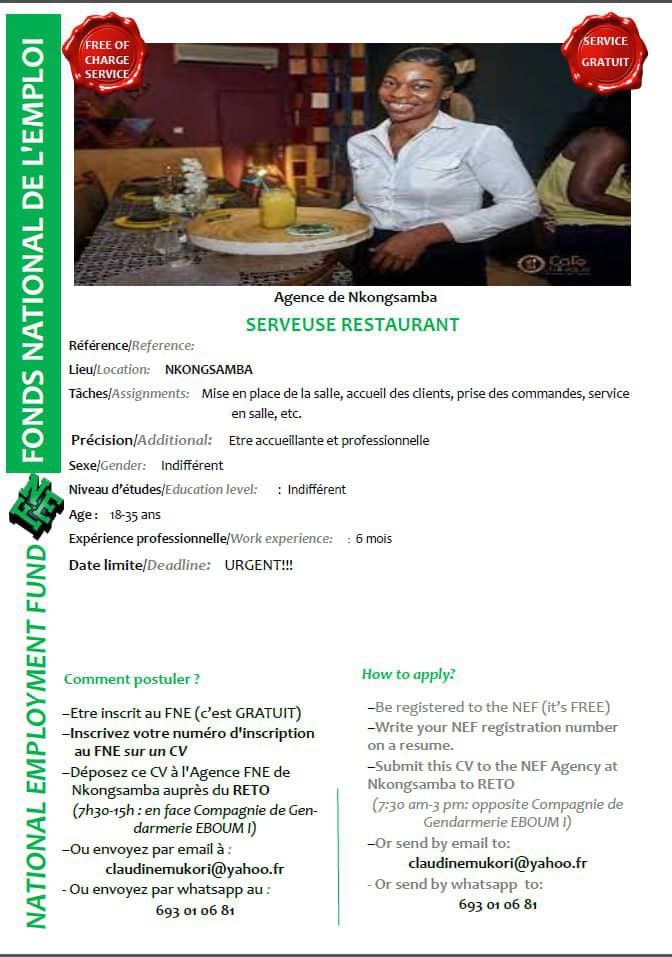 FREE OF
CHARGE
SERVICE
SERVICE
GRATUIT
FONDS NATIONAL DE L'EMPLOI
NATIONAL EMPLOYMENT FUND
Café
Agence de Nkongsamba
SERVEUSE RESTAURANT
Référence/Reference:
Lieu/Location: NKONGSAMBA
Tâches/Assignments: Mise en place de la salle, accueil des clients, prise des commandes, service
en salle, etc.
Précision/Additional: Etre accueillante et professionnelle
Sexe/Gender: Indifférent
Niveau d'études/Education level: : Indifférent
Age : 18-35 ans
Expérience professionnelle/Work experience: : 6 mois
Date limite/Deadline: URGENT!!!
Comment postuler ?
–Etre inscrit au FNE (c'est GRATUIT)
–Inscrivez votre numéro d'inscription
au FNE sur un CV
–Déposez ce CV à l'Agence FNE de
Nkongsamba auprès du RETO
(7h30-15h : en face Compagnie de Gen-
darmerie EBOUM I)
–Ou envoyez par email à :
claudinemukori@yahoo.fr
- Ou envoyez par whatsapp au :
693 01 06 81
How to apply?
–Be registered to the NEF (it's FREE)
–Write your NEF registration number
on a resume.
–Submit this CV to the NEF Agency at
Nkongsamba to RETO
(7:30 am-3 pm: opposite Compagnie de
Gendarmerie EBOUM I)
–Or send by email to:
claudinemukori@yahoo.fr
- Or send by whatsapp to:
693 01 06 81